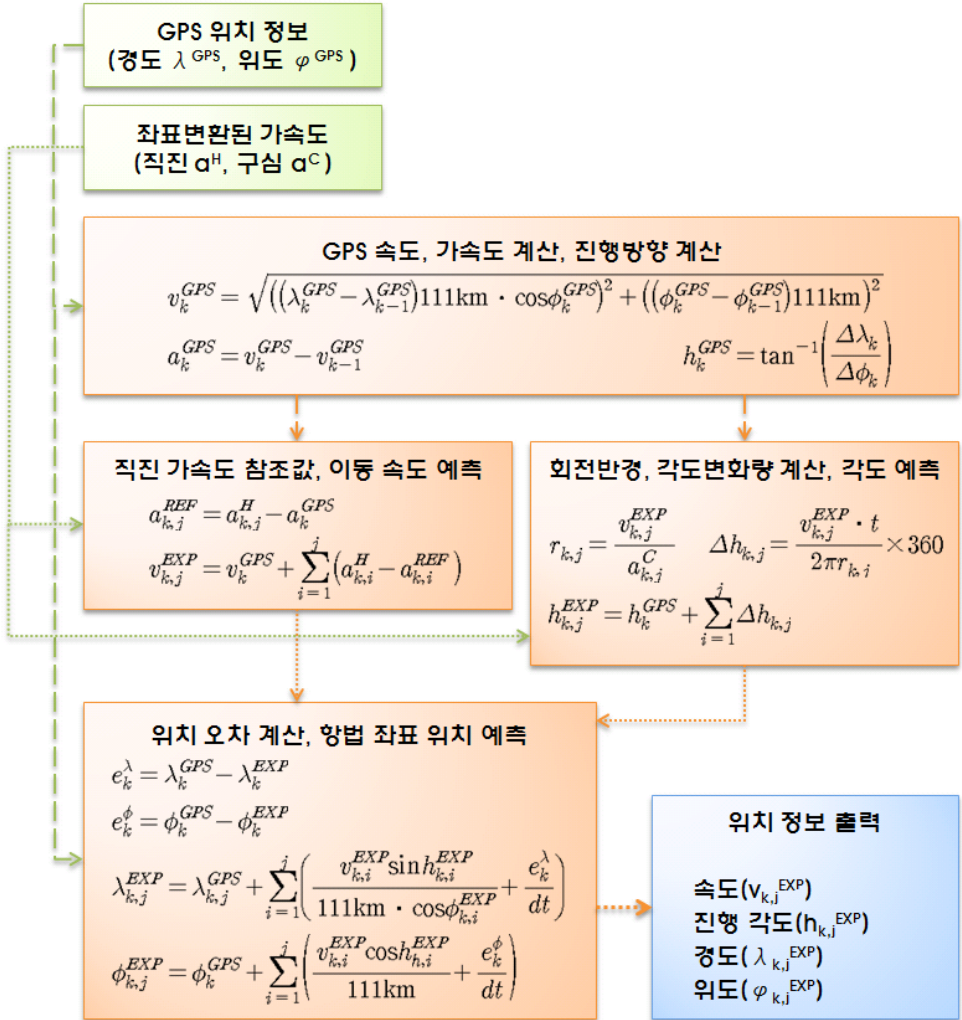 GPS 위치 정보
(경도 λ^GPS, 위도 φ^GPS)
좌표변환된 가속도
(직진 a^H, 구심 a^C)
GPS 속도, 가속도 계산, 진행방향 계산
v_k^{GPS} = √(((λ_k^{GPS} − λ_{k−1}^{GPS})111km · cosϕ_k^{GPS})^2 + ((ϕ_k^{GPS} − ϕ_{k−1}^{GPS})111km)^2)
a_k^{GPS} = v_k^{GPS} − v_{k−1}^{GPS}
h_k^{GPS} = tan^{−1}(Δλ_k / Δϕ_k)
직진 가속도 참조값, 이동 속도 예측
a_{k,j}^{REF} = a_{k,j}^{H} − a_k^{GPS}
v_{k,j}^{EXP} = v_k^{GPS} + ∑_{i=1}^{j}(a_{k,i}^{H} − a_{k,i}^{REF})
회전반경, 각도변화량 계산, 각도 예측
r_{k,j} = v_{k,j}^{EXP} / a_{k,j}^{C}
Δh_{k,j} = (v_{k,j}^{EXP} · t) / (2πr_{k,i}) × 360
h_{k,j}^{EXP} = h_k^{GPS} + ∑_{i=1}^{j} Δh_{k,j}
위치 오차 계산, 항법 좌표 위치 예측
e_k^λ = λ_k^{GPS} − λ_k^{EXP}
e_k^ϕ = ϕ_k^{GPS} − ϕ_k^{EXP}
λ_{k,j}^{EXP} = λ_{k,j}^{GPS} + ∑_{i=1}^{j}((v_{k,i}^{EXP} sin h_{k,i}^{EXP}) / (111km · cosϕ_{k,i}^{EXP}) + e_k^λ / dt)
ϕ_{k,j}^{EXP} = ϕ_k^{GPS} + ∑_{i=1}^{j}((v_{k,i}^{EXP} cos h_{h,i}^{EXP}) / (111km) + e_k^ϕ / dt)
위치 정보 출력
속도(v_{k,j}^{EXP})
진행 각도(h_{k,j}^{EXP})
경도(λ_{k,j}^{EXP})
위도(φ_{k,j}^{EXP})